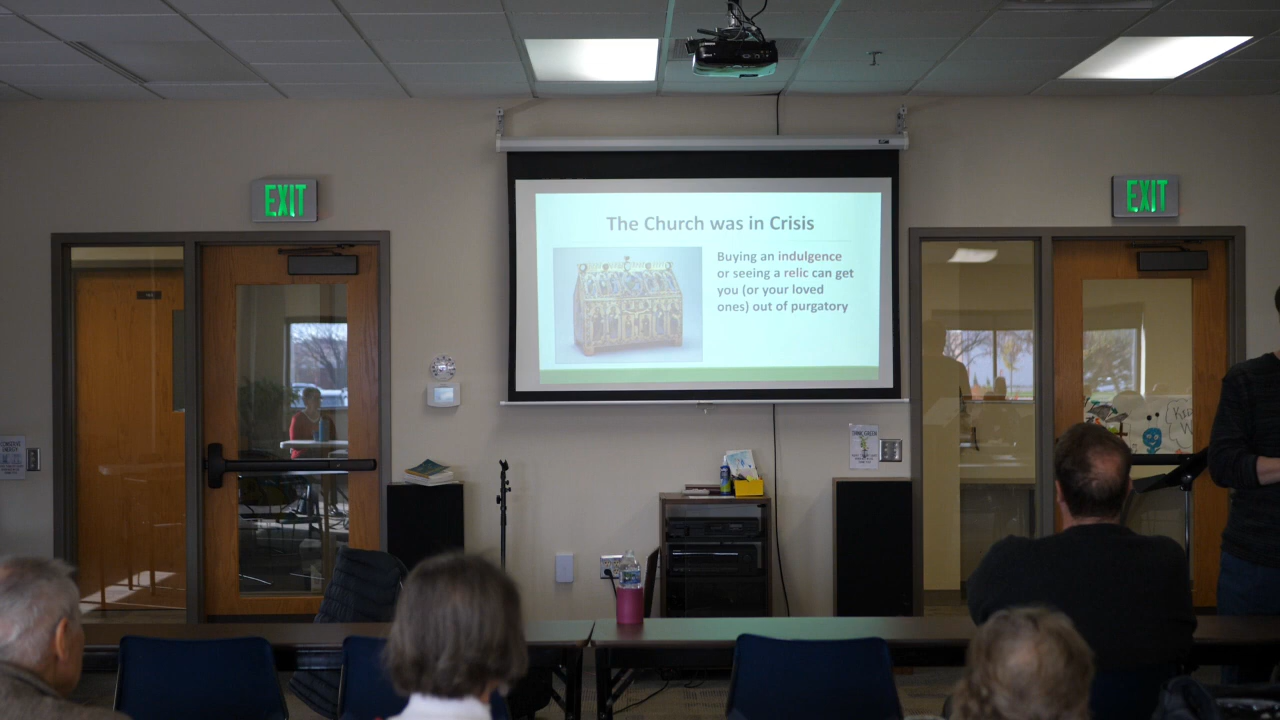 EXIT
EXIT
The Church was in Crisis
Buying an indulgence
or seeing a relic can get
you (or your loved
ones) out of purgatory